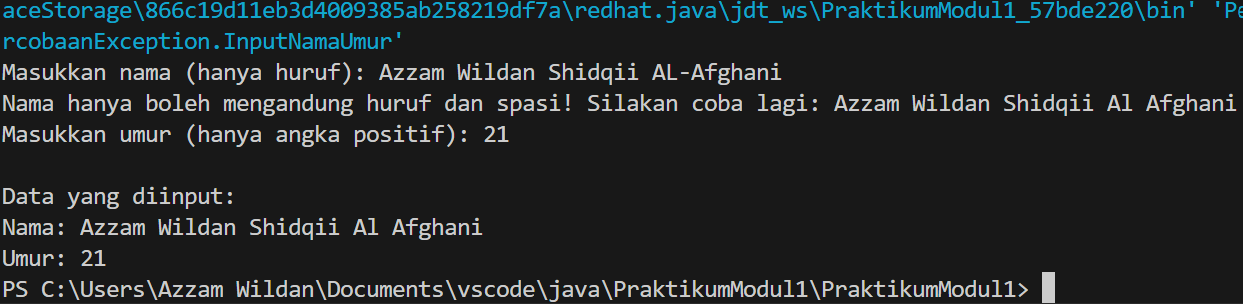 aceStorage\866c19d11eb3d4009385ab258219df7a\redhat.java\jdt_ws\PraktikumModul1_57bde220\bin' 'Pe
rcobaanException.InputNamaUmur'
Masukkan nama (hanya huruf): Azzam Wildan Shidqii AL-Afghani
Nama hanya boleh mengandung huruf dan spasi! Silakan coba lagi: Azzam Wildan Shidqii Al Afghani
Masukkan umur (hanya angka positif): 21
Data yang diinput:
Nama: Azzam Wildan Shidqii Al Afghani
Umur: 21
PS C:\Users\Azzam Wildan\Documents\vscode\java\PraktikumModul1\PraktikumModul1>